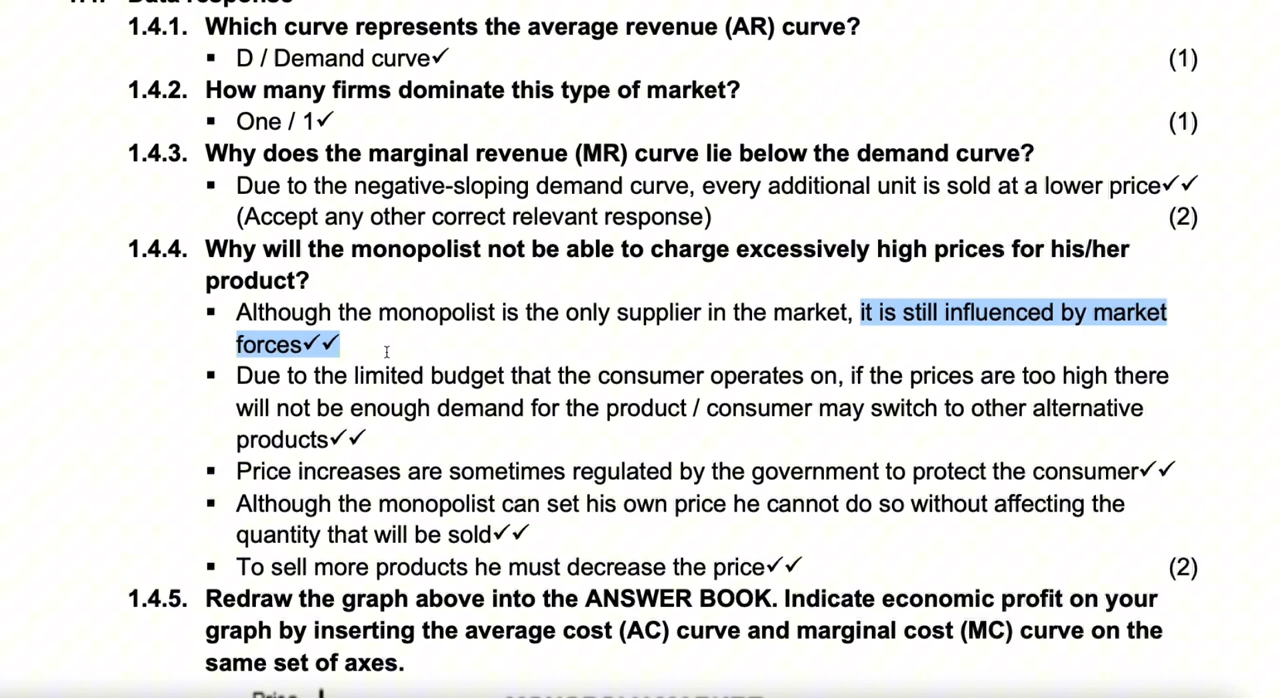 Data response
1.4.1. Which curve represents the average revenue (AR) curve?
▪ D / Demand curve✓
(1)
1.4.2. How many firms dominate this type of market?
▪ One / 1✓
(1)
1.4.3. Why does the marginal revenue (MR) curve lie below the demand curve?
▪ Due to the negative-sloping demand curve, every additional unit is sold at a lower price✓✓
(Accept any other correct relevant response) (2)
1.4.4. Why will the monopolist not be able to charge excessively high prices for his/her
product?
▪ Although the monopolist is the only supplier in the market, it is still influenced by market
forces✓✓
▪ Due to the limited budget that the consumer operates on, if the prices are too high there
will not be enough demand for the product / consumer may switch to other alternative
products✓✓
▪ Price increases are sometimes regulated by the government to protect the consumer✓✓
▪ Although the monopolist can set his own price he cannot do so without affecting the
quantity that will be sold✓✓
▪ To sell more products he must decrease the price✓✓ (2)
1.4.5. Redraw the graph above into the ANSWER BOOK. Indicate economic profit on your
graph by inserting the average cost (AC) curve and marginal cost (MC) curve on the
same set of axes.